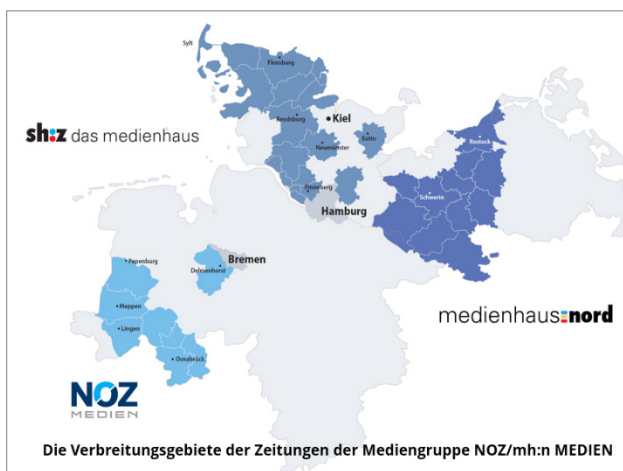 Sylt
Flensburg
Rendsburg
Kiel
sh:z das medienhaus
Neumünster
Eutin
Rostock
Pinneberg
Schwerin
Hamburg
Bremen
Papenburg
Delmenhorst
Meppen
Lingen
medienhaus:nord
Osnabrück
NOZ
MEDIEN
Die Verbreitungsgebiete der Zeitungen der Mediengruppe NOZ/mh:n MEDIEN